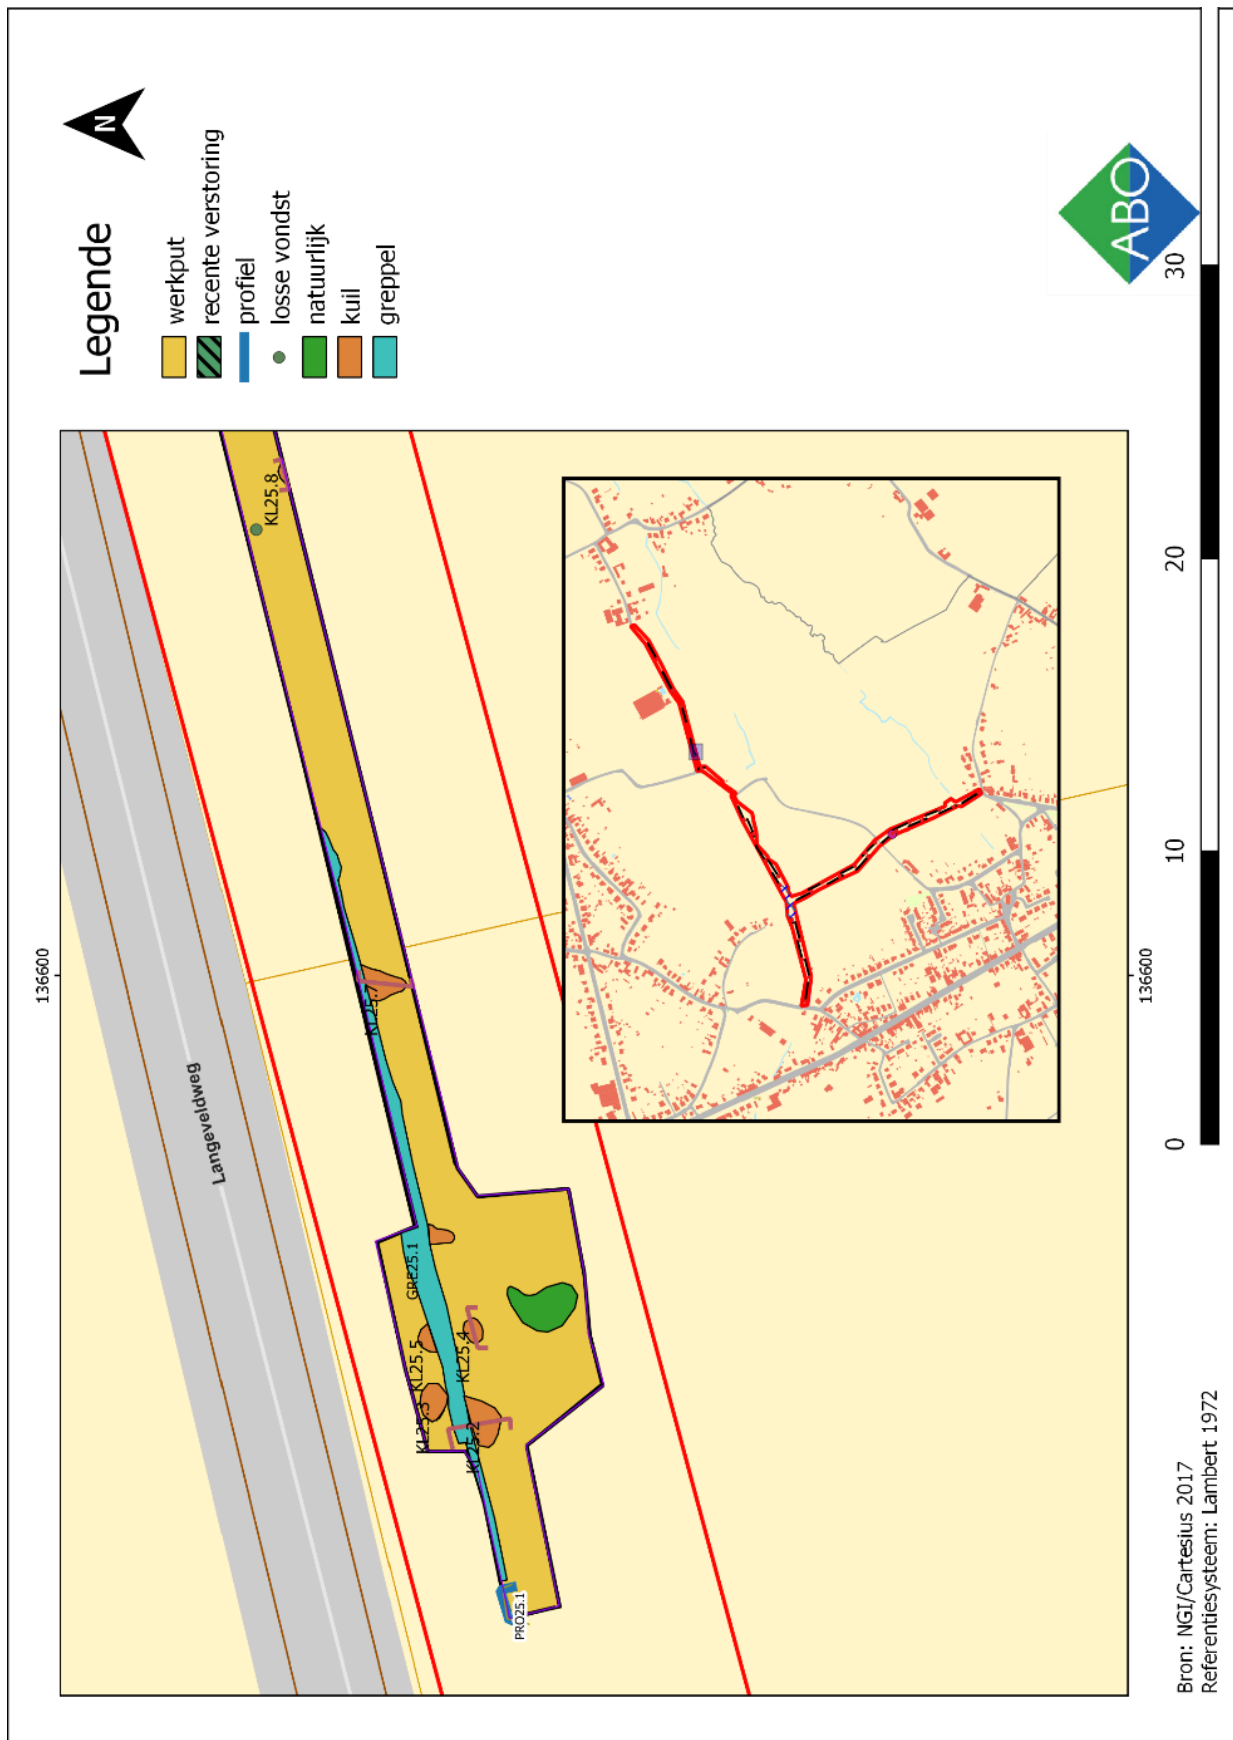 N
Legende
werkput
recente verstoring
profiel
losse vondst
natuurlijk
kuil
greppel
136600
Langeveldweg
KL25.8
KL25.7
GRE25.1
KL25.5
KL25.4
KL25.3
KL25.2
PRO25.1
136600
ABO
0 10 20 30
Bron: NGI/Cartesius 2017
Referentiesysteem: Lambert 1972